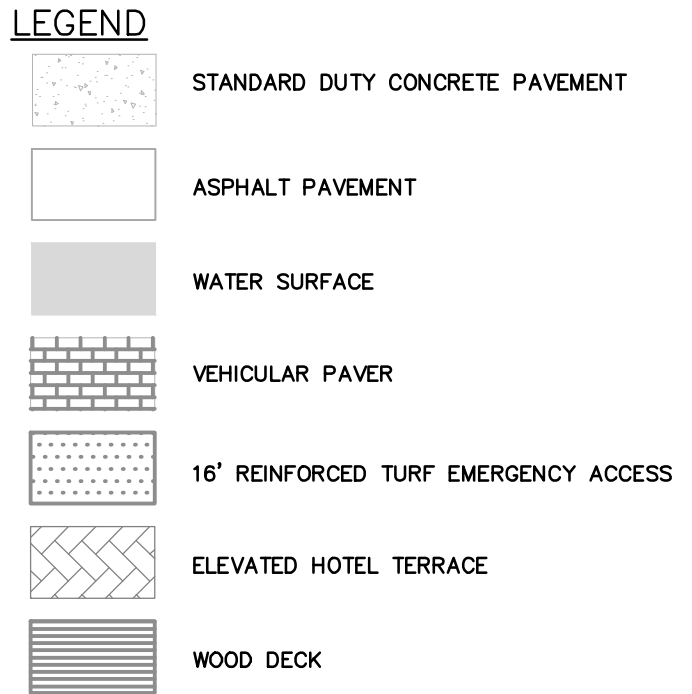 LEGEND
STANDARD DUTY CONCRETE PAVEMENT
ASPHALT PAVEMENT
WATER SURFACE
VEHICULAR PAVER
16' REINFORCED TURF EMERGENCY ACCESS
ELEVATED HOTEL TERRACE
WOOD DECK